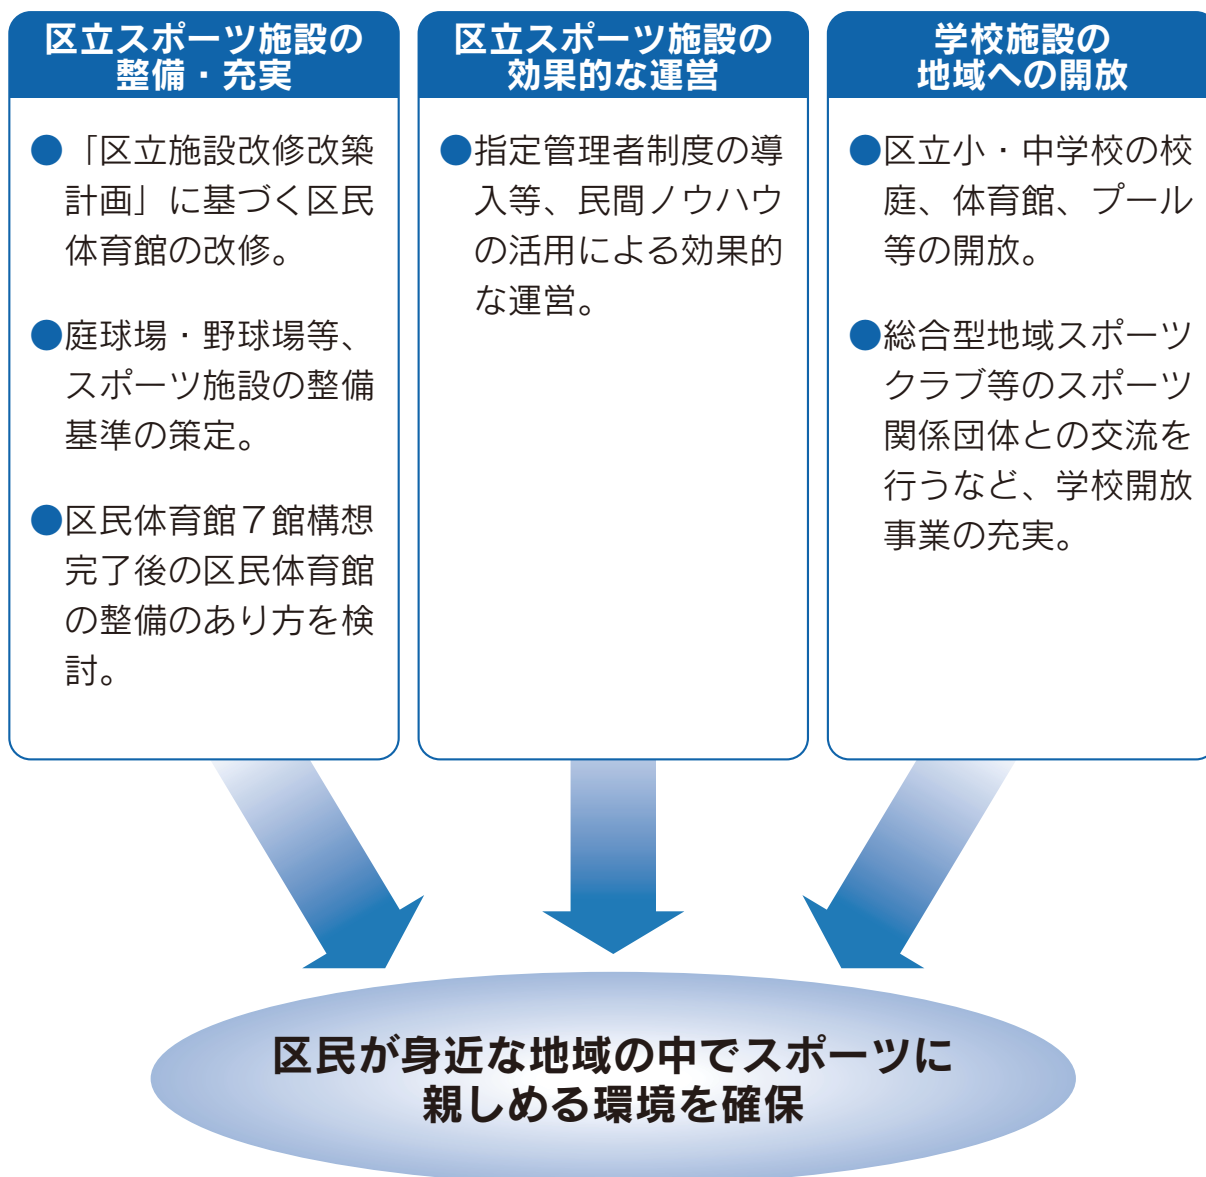 区立スポーツ施設の
整備・充実
●「区立施設改修改築
計画」に基づく区民
体育館の改修。
●庭球場・野球場等、
スポーツ施設の整備
基準の策定。
●区民体育館７館構想
完了後の区民体育館
の整備のあり方を検
討。
区立スポーツ施設の
効果的な運営
●指定管理者制度の導
入等、民間ノウハウ
の活用による効果的
な運営。
学校施設の
地域への開放
●区立小・中学校の校
庭、体育館、プール
等の開放。
●総合型地域スポーツ
クラブ等のスポーツ
関係団体との交流を
行うなど、学校開放
事業の充実。
区民が身近な地域の中でスポーツに
親しめる環境を確保